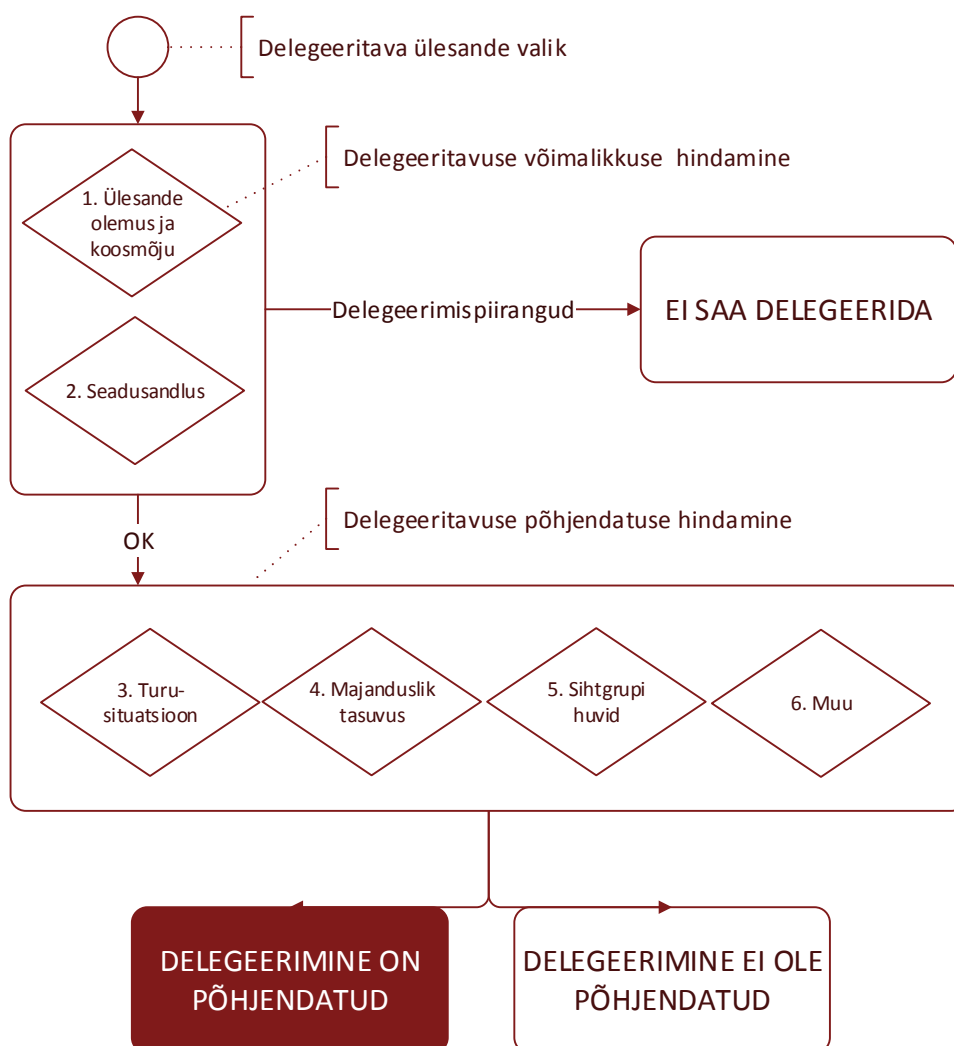 Delegeeritava ülesande valik
Delegeeritavuse võimalikkuse hindamine
1. Ülesande
olemus ja
koosmõju
Delegeerimispiirangud
EI SAA DELEGEERIDA
2. Seadusandlus
Delegeeritavuse põhjendatuse hindamine
OK
3. Turu-
situatsioon
4. Majanduslik
tasuvus
5. Sihtgrupi
huvid
6. Muu
DELEGEERIMINE ON
PÕHJENDATUD
DELEGEERIMINE EI OLE
PÕHJENDATUD